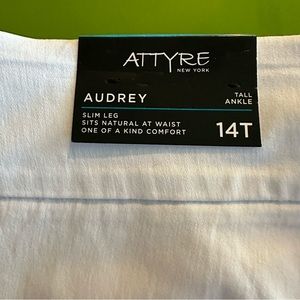 ATTYRE
NEW YORK
AUDREY
TALL
ANKLE
SLIM LEG
SITS NATURAL AT WAIST
ONE OF A KIND COMFORT
14T